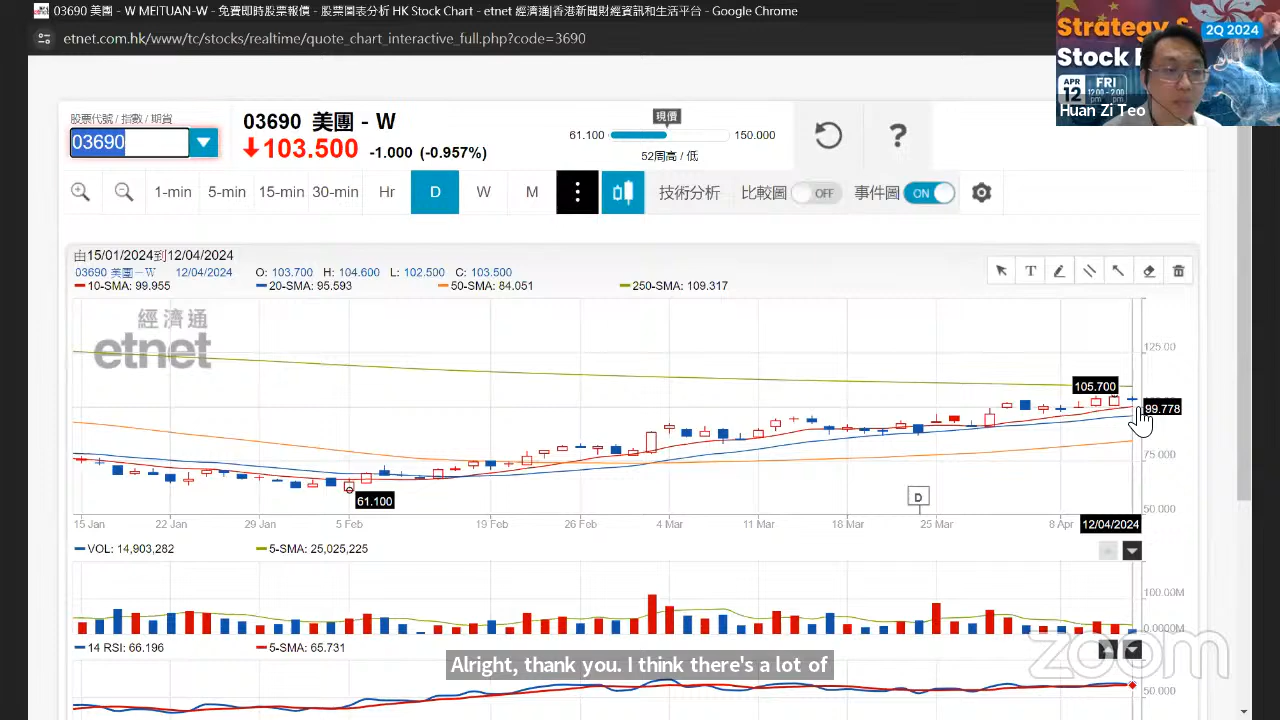 03690 美團 - W MEITUAN-W - 免費即時股票報價 - 股票圖表分析 HK Stock Chart - etnet 經濟通|香港新聞財經資訊和生活平台 - Google Chrome
etnet.com.hk/www/tc/stocks/realtime/quote_
3690
Strategy &
Stock
2Q 2024
APR
12
FRI
12:00 - 2:00
pm pm
Huan Zi Teo
股票代號 / 指數 / 期貨
03690
03690 美團 - W
103.500 -1.000 (-0.957%)
現價
61.100 150.000
52周高 / 低
?
1-min 5-min 15-min 30-min Hr D W M 技術分析 比較圖 OFF 事件圖 ON
由15/01/2024到12/04/2024
03690 美團－W 12/04/2024 O: 103.700 H: 104.600 L: 102.500 C: 103.500
T
10-SMA: 99.955 20-SMA: 95.593 50-SMA: 84.051 250-SMA: 109.317
經濟通
etnet
125.00
105.700
99.778
75.000
61.100
D
50.000
15 Jan 22 Jan 29 Jan 5 Feb 19 Feb 26 Feb 4 Mar 11 Mar 18 Mar 25 Mar 8 Apr 12/04/2024
VOL: 14,903,282 5-SMA: 25,025,225
100.00M
0.0000M
14 RSI: 66.196 5-SMA: 65.731
zoom
Alright, thank you. I think there's a lot of
50.000